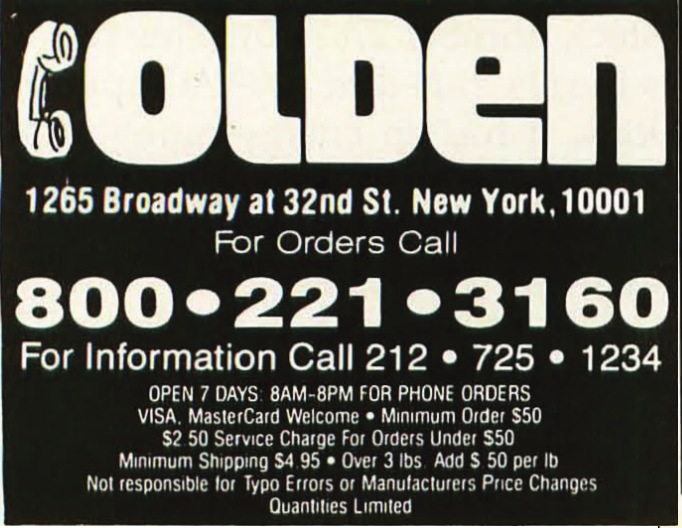 OLDEN
1265 Broadway at 32nd St. New York, 10001
For Orders Call
800•221•3160
For Information Call 212 • 725 • 1234
OPEN 7 DAYS: 8AM-8PM FOR PHONE ORDERS
VISA, MasterCard Welcome • Minimum Order $50
$2.50 Service Charge For Orders Under $50
Minimum Shipping $4.95 • Over 3 lbs. Add $.50 per lb
Not responsible for Typo Errors or Manufacturers Price Changes
Quantities Limited